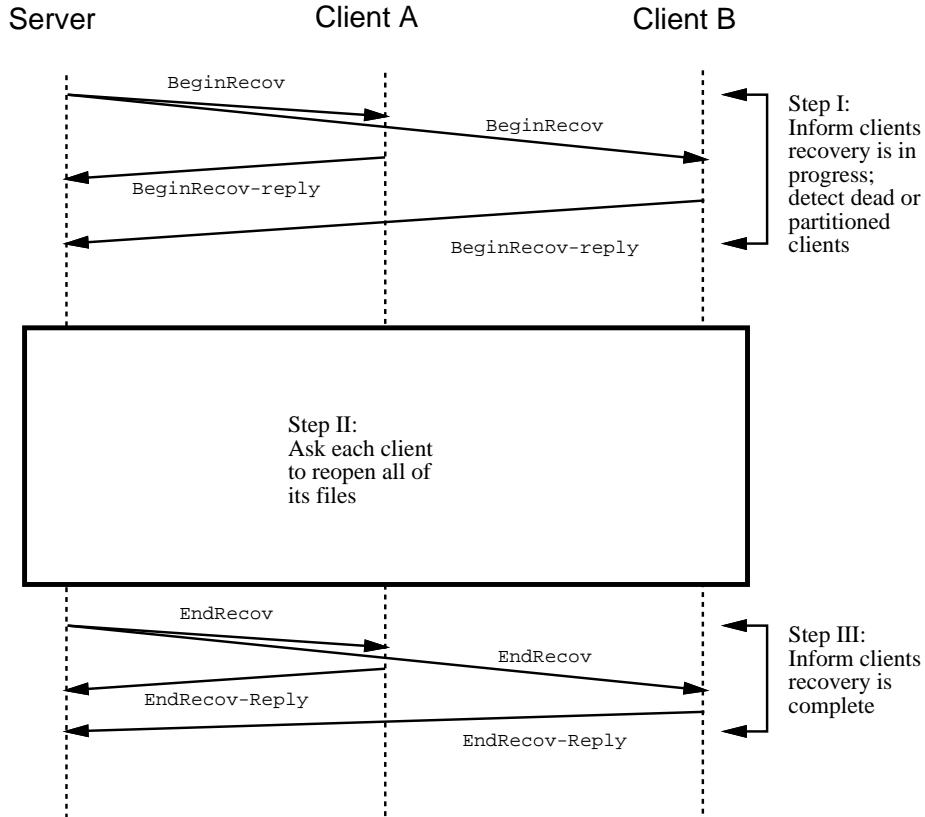 Server
Client A
Client B
BeginRecov
BeginRecov
BeginRecov-reply
BeginRecov-reply
Step I:
Inform clients
recovery is in
progress;
detect dead or
partitioned
clients
Step II:
Ask each client
to reopen all of
its files
EndRecov
EndRecov
EndRecov-Reply
EndRecov-Reply
Step III:
Inform clients
recovery is
complete